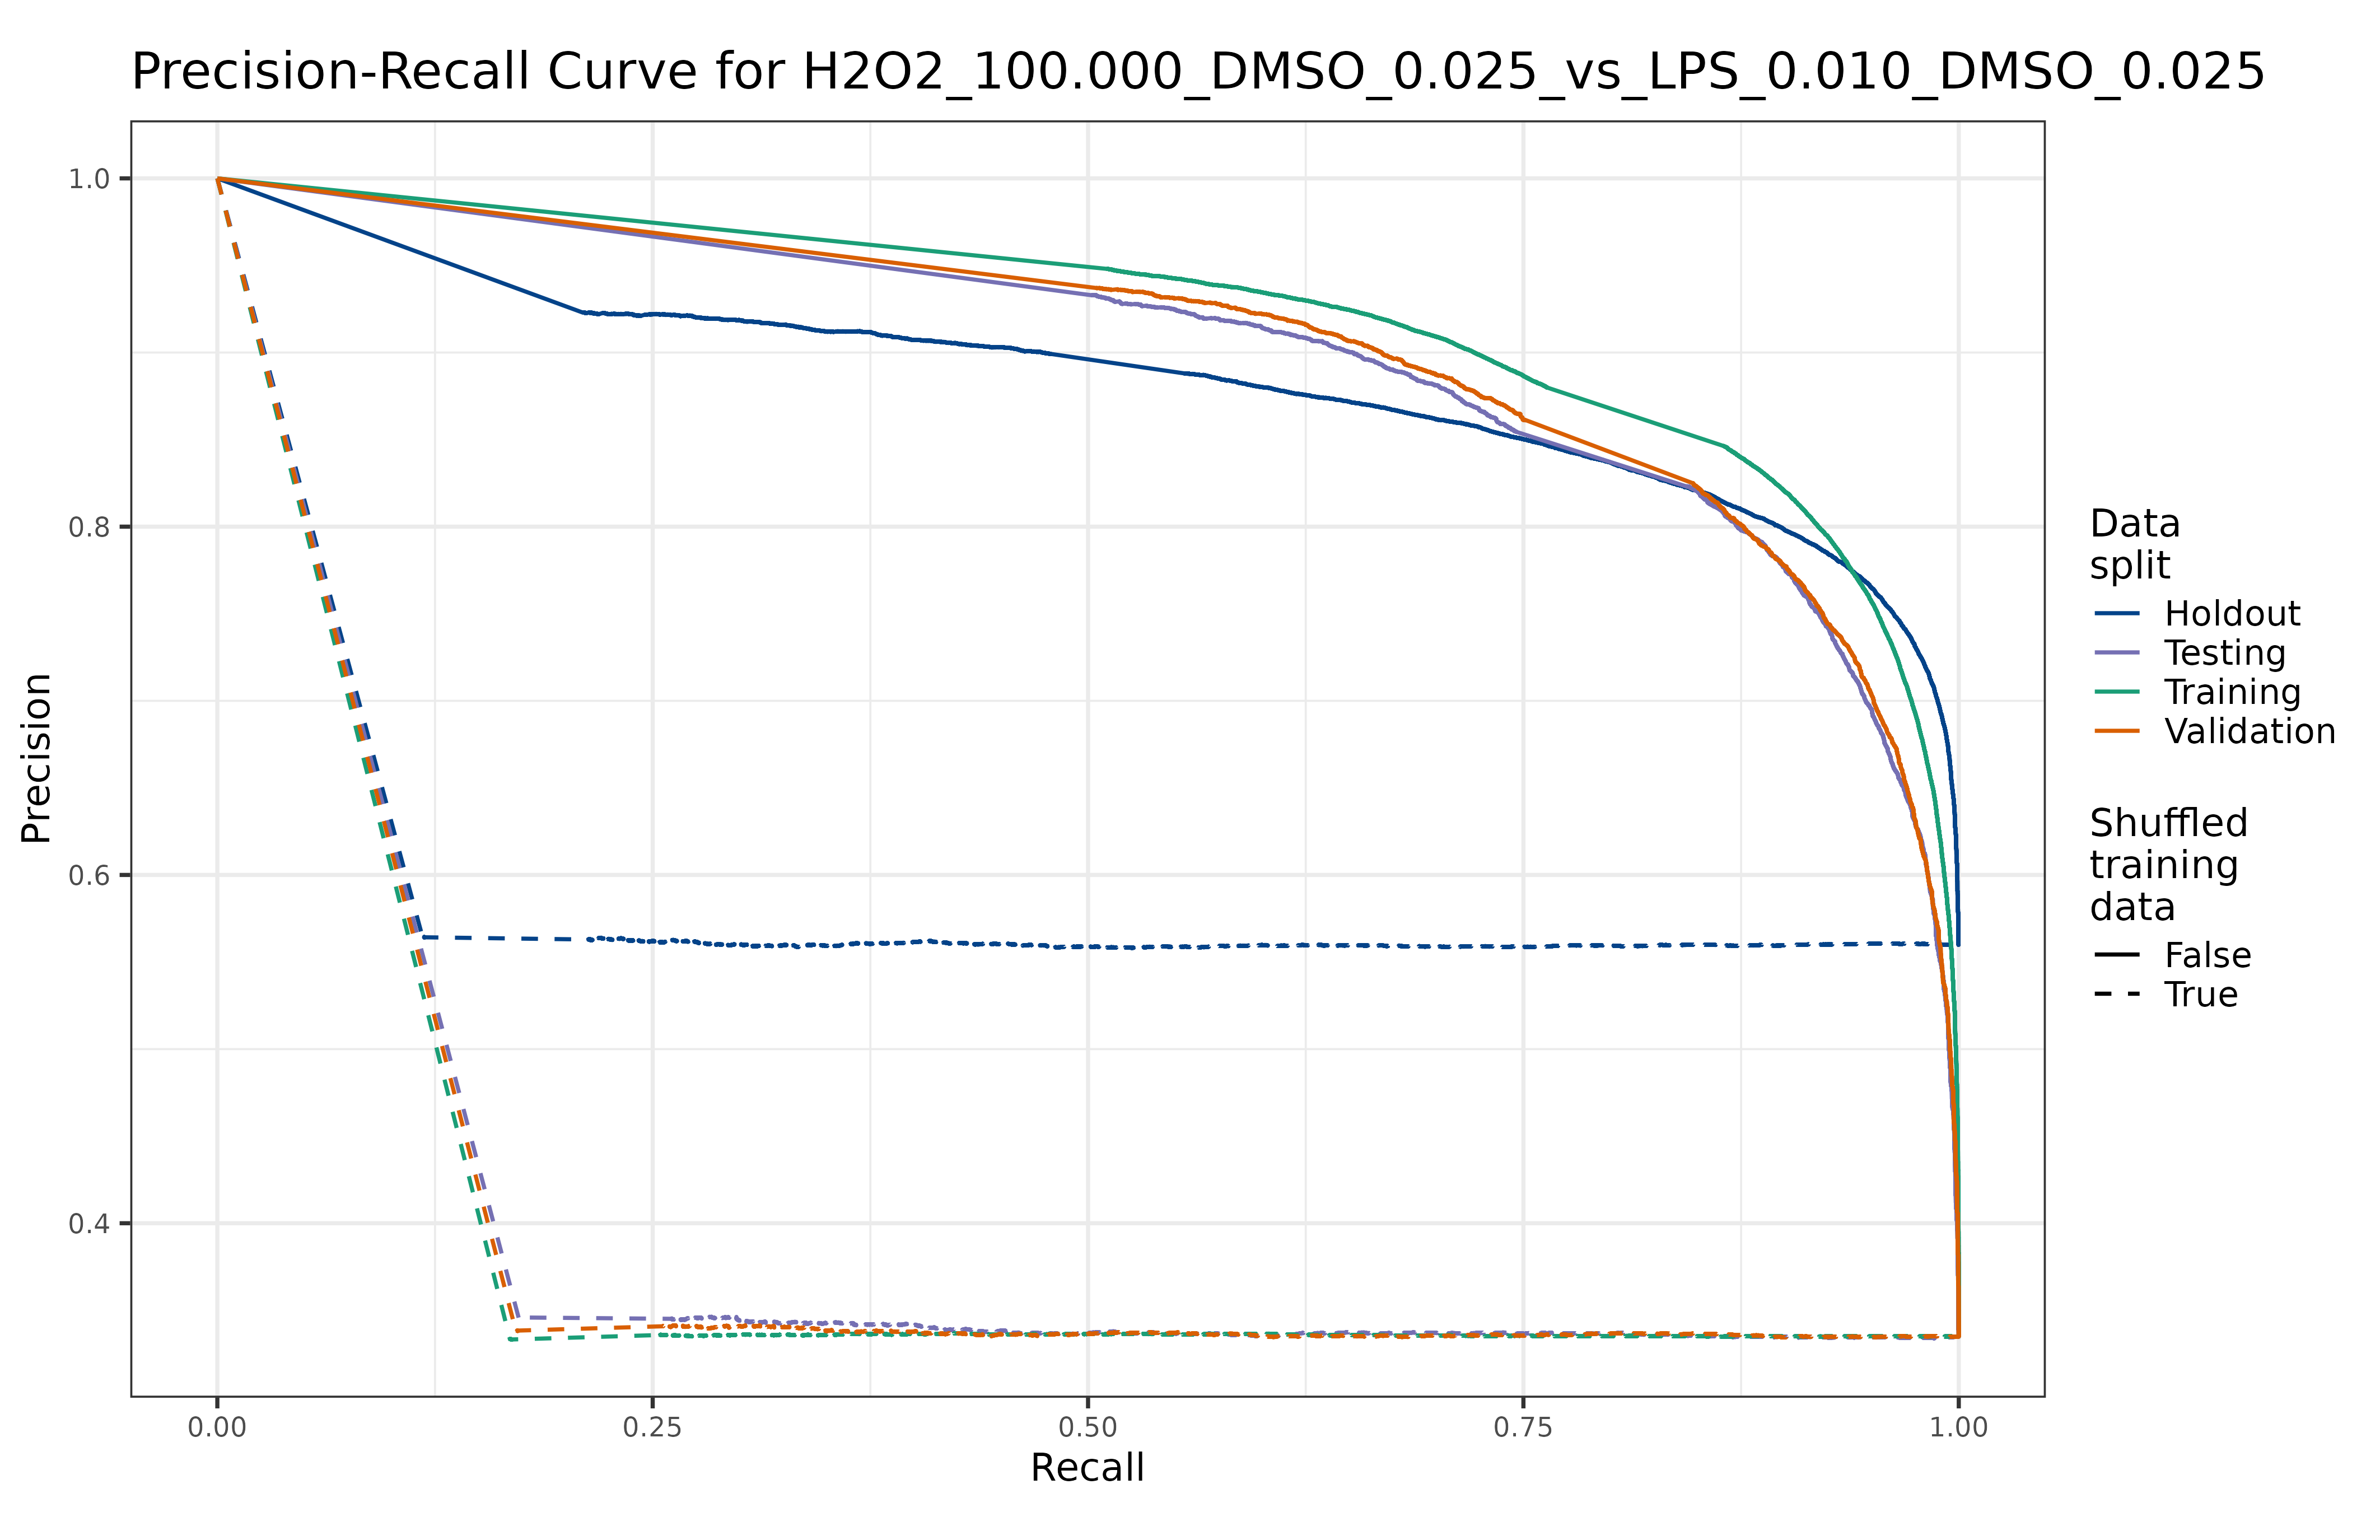 Precision-Recall Curve for H2O2_100.000_DMSO_0.025_vs_LPS_0.010_DMSO_0.025
1.0
0.8
0.6
0.4
Precision
0.00
0.25
0.50
0.75
1.00
Recall
Data
split
Holdout
Testing
Training
Validation
Shuffled
training
data
False
True